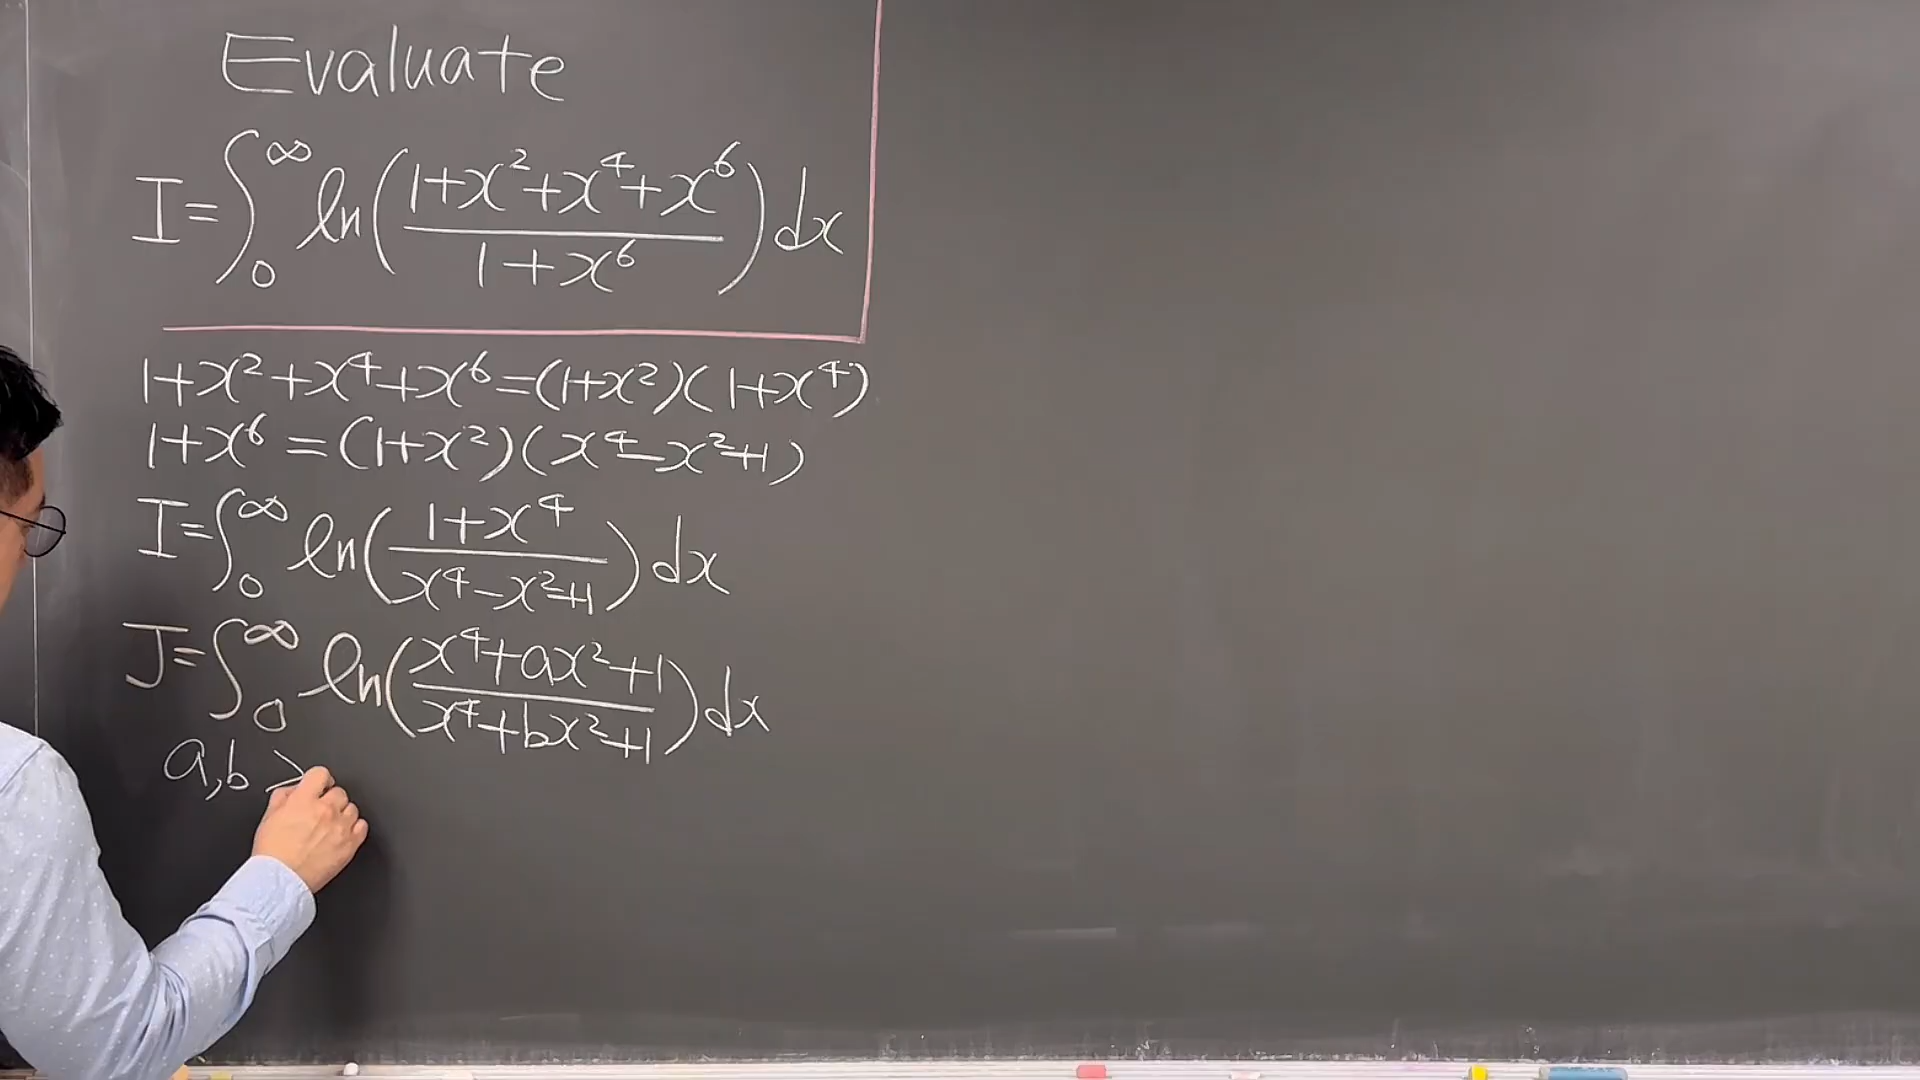 Evaluate
I=∫₀^∞ ln((1+x²+x⁴+x⁶)/(1+x⁶))dx
1+x²+x⁴+x⁶=(1+x²)(1+x⁴)
1+x⁶=(1+x²)(x⁴-x²+1)
I=∫₀^∞ ln((1+x⁴)/(x⁴-x²+1))dx
J=∫₀^∞ ln((x⁴+ax²+1)/(x⁴+bx²+1))dx
a,b >